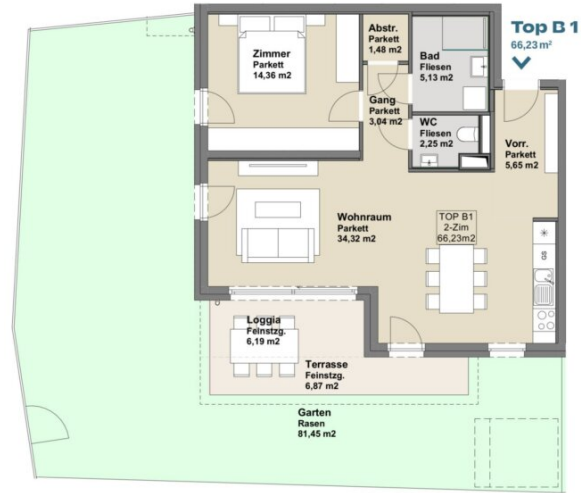 Top B 1
66,23 m²
Abstr.
Parkett
1,48 m2
Zimmer
Parkett
14,36 m2
Bad
Fliesen
5,13 m2
Gang
Parkett
3,04 m2
WC
Fliesen
2,25 m2
Vorr.
Parkett
5,65 m2
Wohnraum
Parkett
34,32 m2
TOP B1
2-Zim
66,23m2
GS
Loggia
Feinstzg.
6,19 m2
Terrasse
Feinstzg.
6,87 m2
Garten
Rasen
81,45 m2